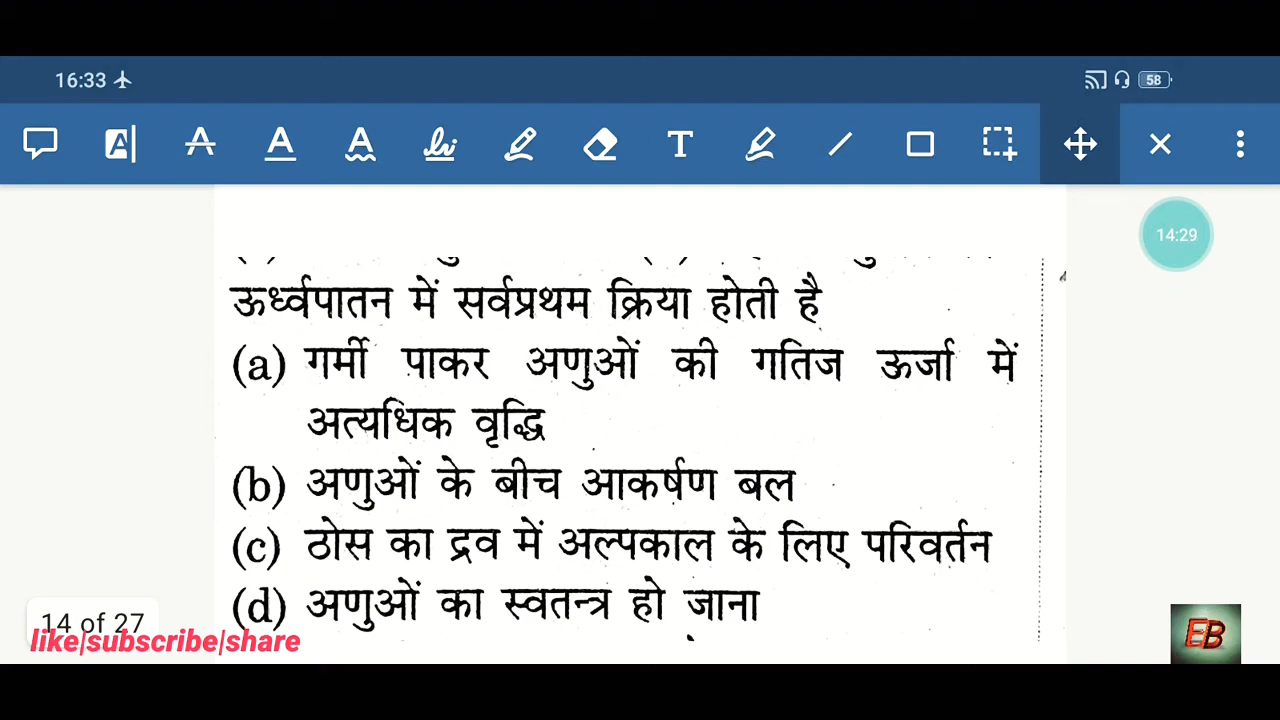 16:33
58
A
A
A
A
T
14:29
ऊर्ध्वपातन में सर्वप्रथम क्रिया होती है
(a) गर्मी पाकर अणुओं की गतिज ऊर्जा में
अत्यधिक वृद्धि
(b) अणुओं के बीच आकर्षण बल
(c) ठोस का द्रव में अल्पकाल के लिए परिवर्तन
(d) अणुओं का स्वतन्त्र हो जाना
14 of 27
like|subscribe|share
EB